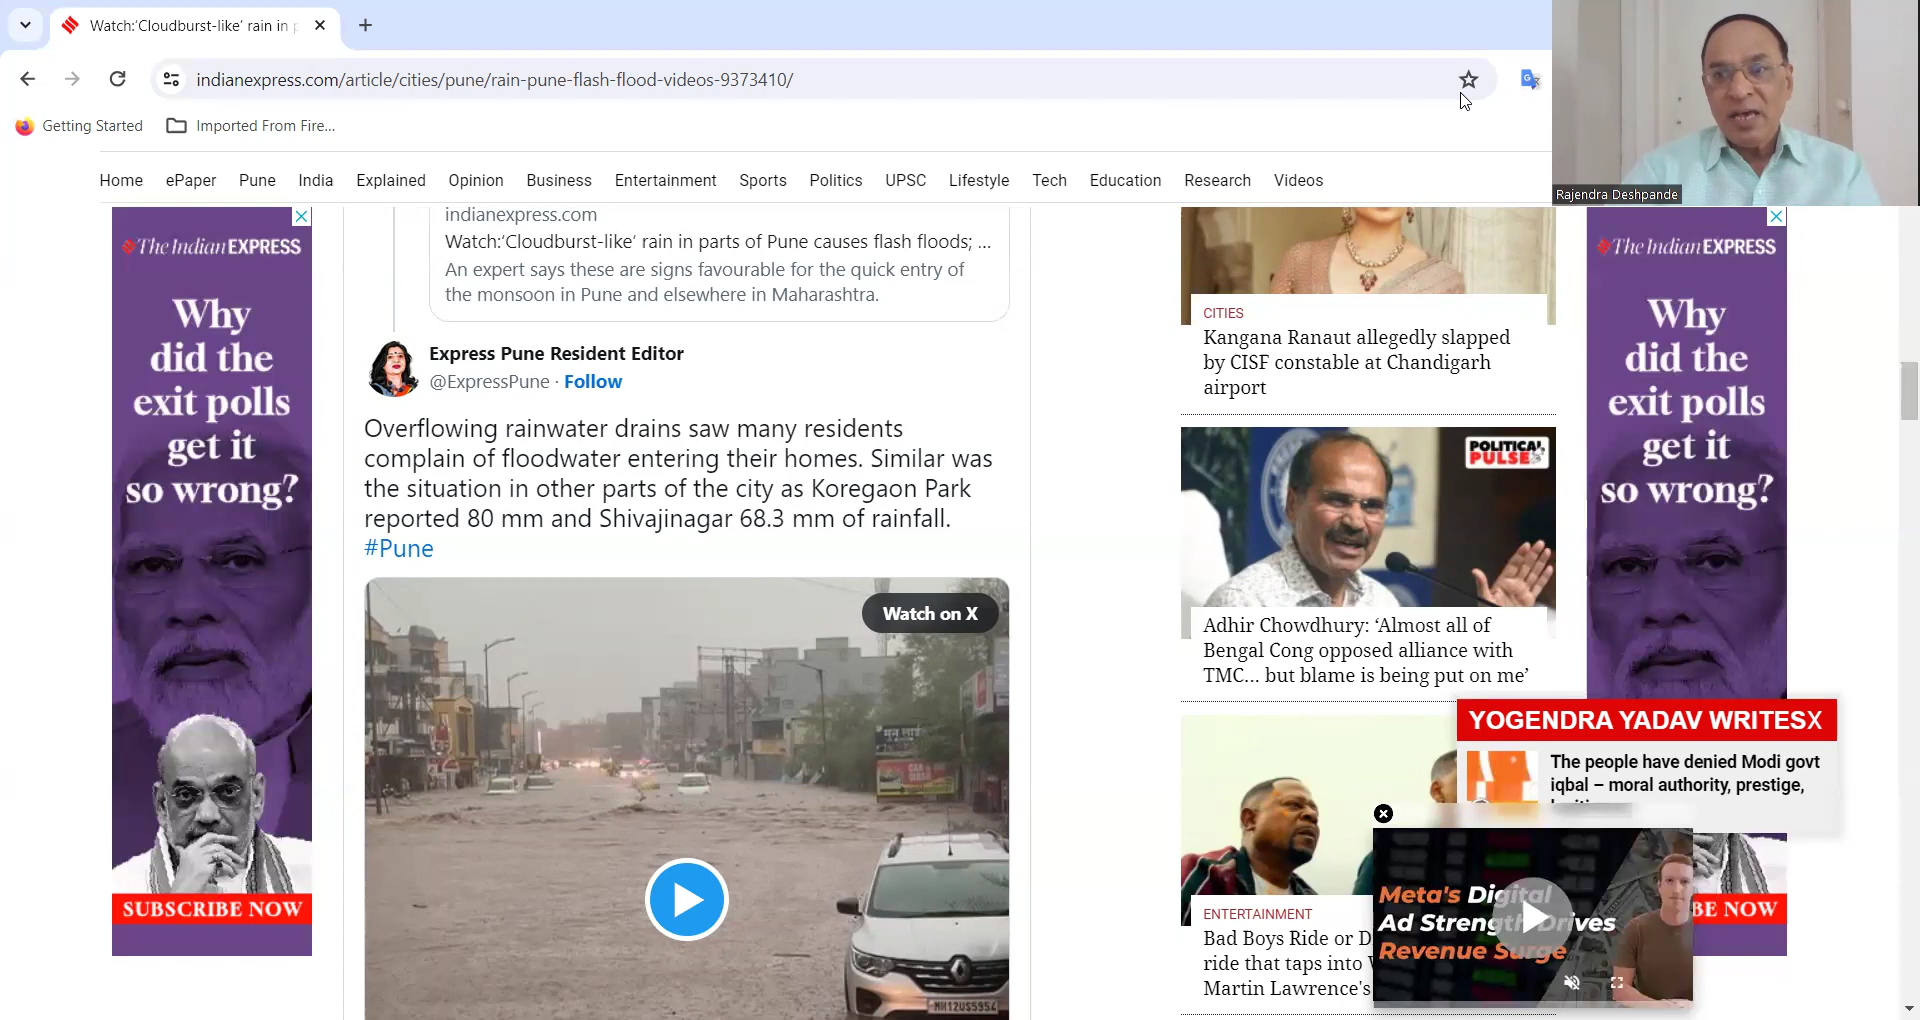 Watch:‘Cloudburst-like’ rain in
indianexpress.com/article/cities/pune/rain-pune-flash-flood-videos-9373410/
Getting Started
Imported From Fire...
Rajendra Deshpande
Home ePaper Pune India Explained Opinion Business Entertainment Sports Politics UPSC Lifestyle Tech Education Research Videos
The Indian EXPRESS
Why
did the
exit polls
get it
so wrong?
SUBSCRIBE NOW
indianexpress.com
Watch:‘Cloudburst-like’ rain in parts of Pune causes flash floods; ...
An expert says these are signs favourable for the quick entry of
the monsoon in Pune and elsewhere in Maharashtra.
Express Pune Resident Editor
@ExpressPune · Follow
Overflowing rainwater drains saw many residents
complain of floodwater entering their homes. Similar was
the situation in other parts of the city as Koregaon Park
reported 80 mm and Shivajinagar 68.3 mm of rainfall.
#Pune
Watch on X
CAR
WASH
MH12US5954
CITIES
Kangana Ranaut allegedly slapped
by CISF constable at Chandigarh
airport
POLITICAL
PULSE
Adhir Chowdhury: ‘Almost all of
Bengal Cong opposed alliance with
TMC... but blame is being put on me’
ENTERTAINMENT
Bad Boys Ride or D
ride that taps into
Martin Lawrence's
The Indian EXPRESS
Why
did the
exit polls
get it
so wrong?
BE NOW
YOGENDRA YADAV WRITES X
The people have denied Modi govt
iqbal – moral authority, prestige,
Meta's Digital
Ad Strength Drives
Revenue Surge